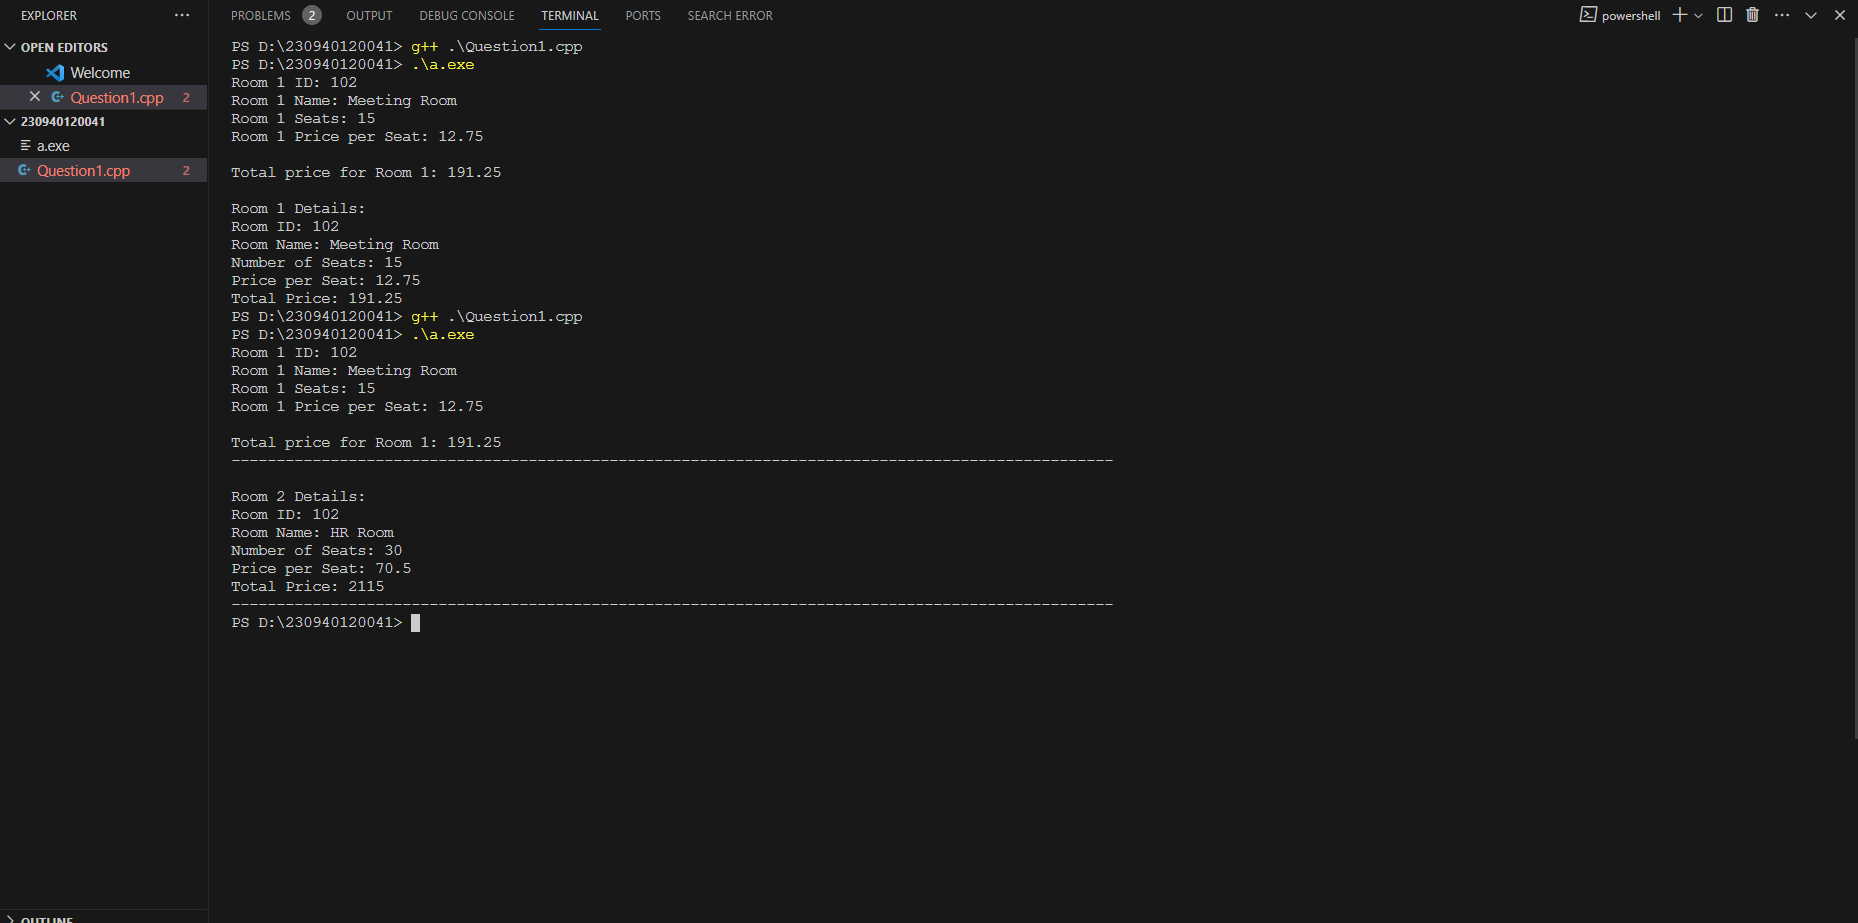 EXPLORER
OPEN EDITORS
Welcome
Question1.cpp 2
230940120041
a.exe
Question1.cpp 2
PROBLEMS 2 OUTPUT DEBUG CONSOLE TERMINAL PORTS SEARCH ERROR
powershell
PS D:\230940120041> g++ .\Question1.cpp
PS D:\230940120041> .\a.exe
Room 1 ID: 102
Room 1 Name: Meeting Room
Room 1 Seats: 15
Room 1 Price per Seat: 12.75
Total price for Room 1: 191.25
Room 1 Details:
Room ID: 102
Room Name: Meeting Room
Number of Seats: 15
Price per Seat: 12.75
Total Price: 191.25
PS D:\230940120041> g++ .\Question1.cpp
PS D:\230940120041> .\a.exe
Room 1 ID: 102
Room 1 Name: Meeting Room
Room 1 Seats: 15
Room 1 Price per Seat: 12.75
Total price for Room 1: 191.25
--------------------------------------------------------------------------------------------------
Room 2 Details:
Room ID: 102
Room Name: HR Room
Number of Seats: 30
Price per Seat: 70.5
Total Price: 2115
--------------------------------------------------------------------------------------------------
PS D:\230940120041>
OUTLINE